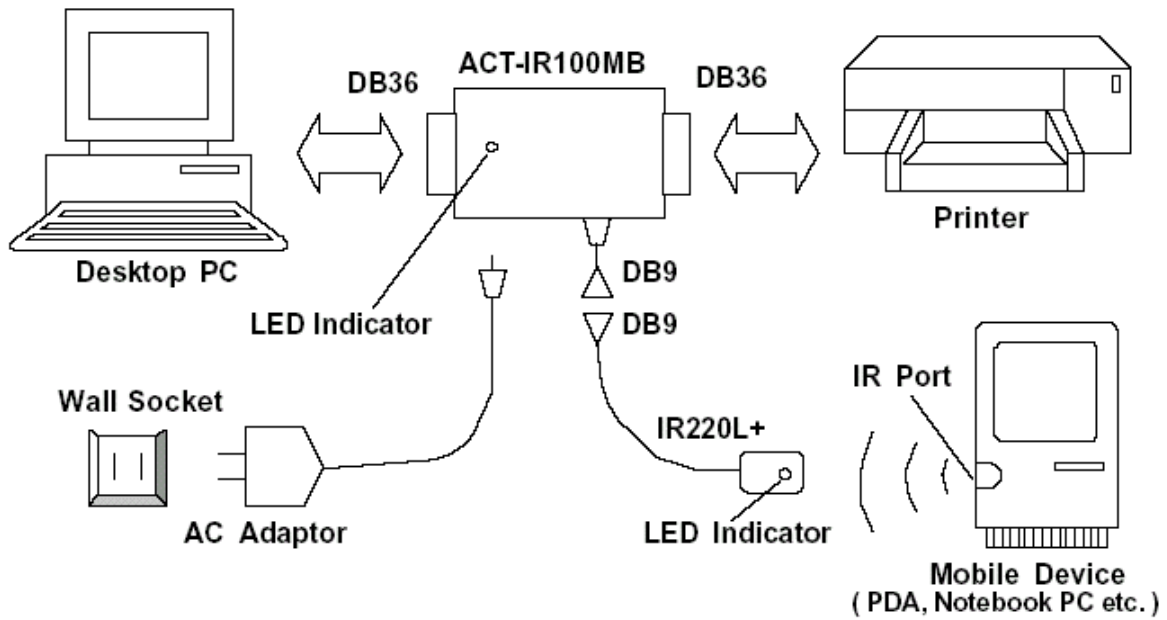 ACT-IR100MB
DB36
DB36
Printer
Desktop PC
DB9
LED Indicator
DB9
IR Port
Wall Socket
IR220L+
AC Adaptor
LED Indicator
Mobile Device
( PDA, Notebook PC etc. )